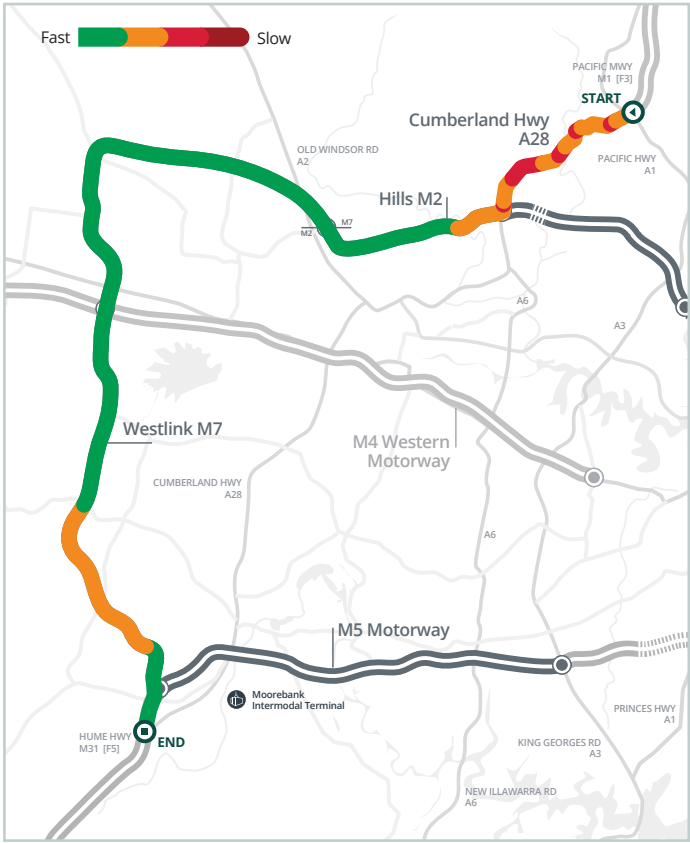 Fast
Slow
PACIFIC MWY
M1 [F3]
START
Cumberland Hwy
A28
OLD WINDSOR RD
A2
PACIFIC HWY
A1
Hills M2
M7
M2
A6
A3
Westlink M7
M4 Western
Motorway
CUMBERLAND HWY
A28
A6
M5 Motorway
Moorebank
Intermodal Terminal
PRINCES HWY
A1
HUME HWY
M31 [F5]
END
KING GEORGES RD
A3
NEW ILLAWARRA RD
A6